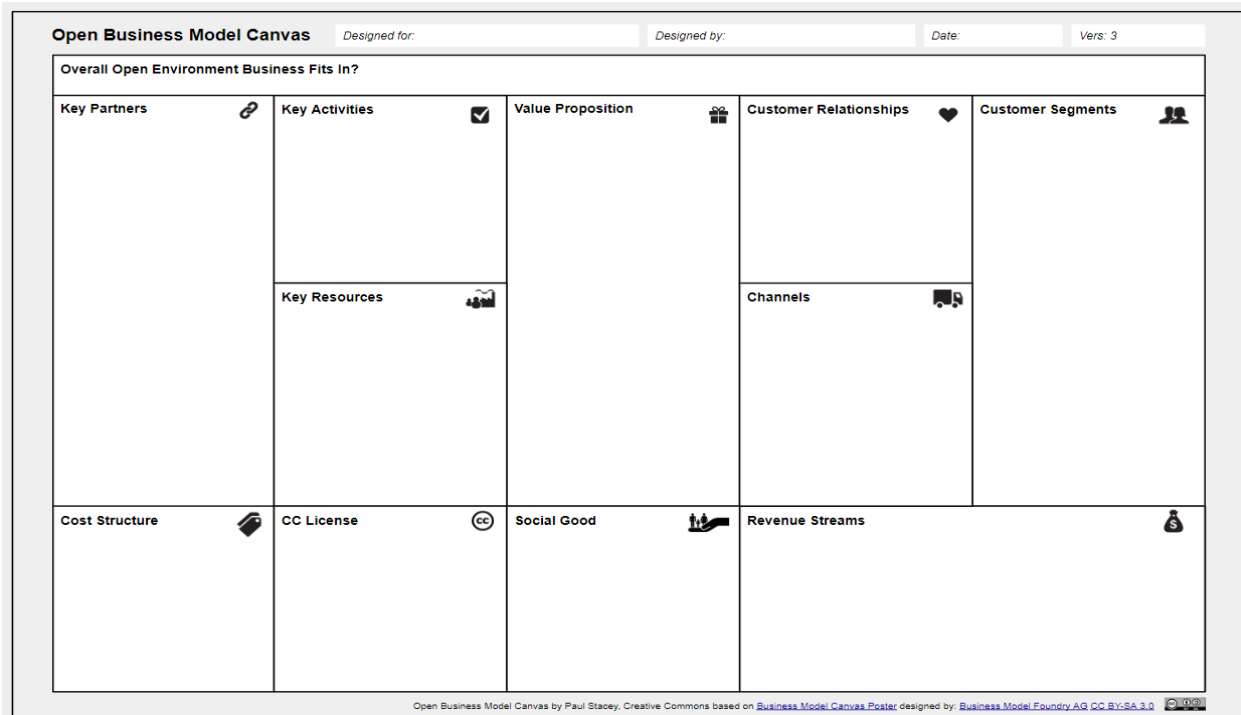 Open Business Model Canvas Designed for: Designed by: Date: Vers: 3
Overall Open Environment Business Fits In?
Key Partners
Key Activities
Value Proposition
Customer Relationships
Customer Segments
Key Resources
Channels
Cost Structure
CC License
cc
Social Good
Revenue Streams
$
Open Business Model Canvas by Paul Stacey, Creative Commons based on Business Model Canvas Poster designed by: Business Model Foundry AG CC BY-SA 3.0